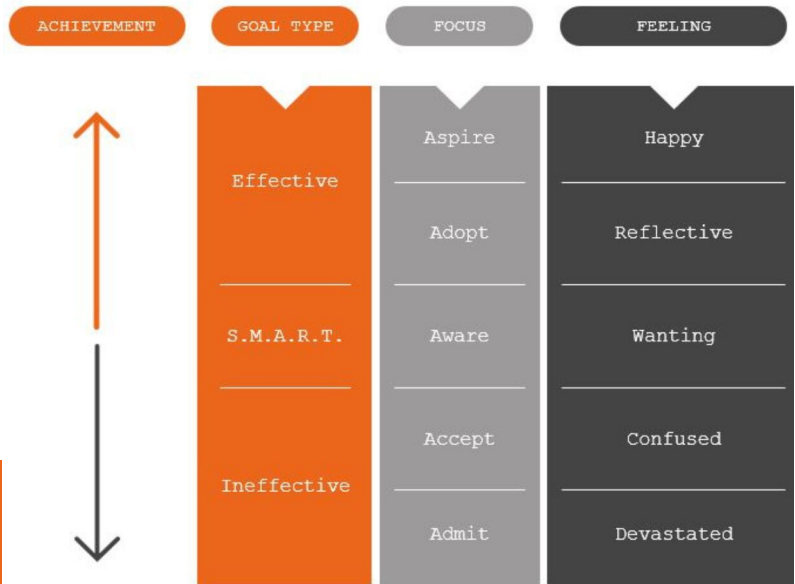 ACHIEVEMENT GOAL TYPE FOCUS FEELING
Aspire Happy
Effective
Adopt Reflective
S.M.A.R.T. Aware Wanting
Accept Confused
Ineffective
Admit Devastated